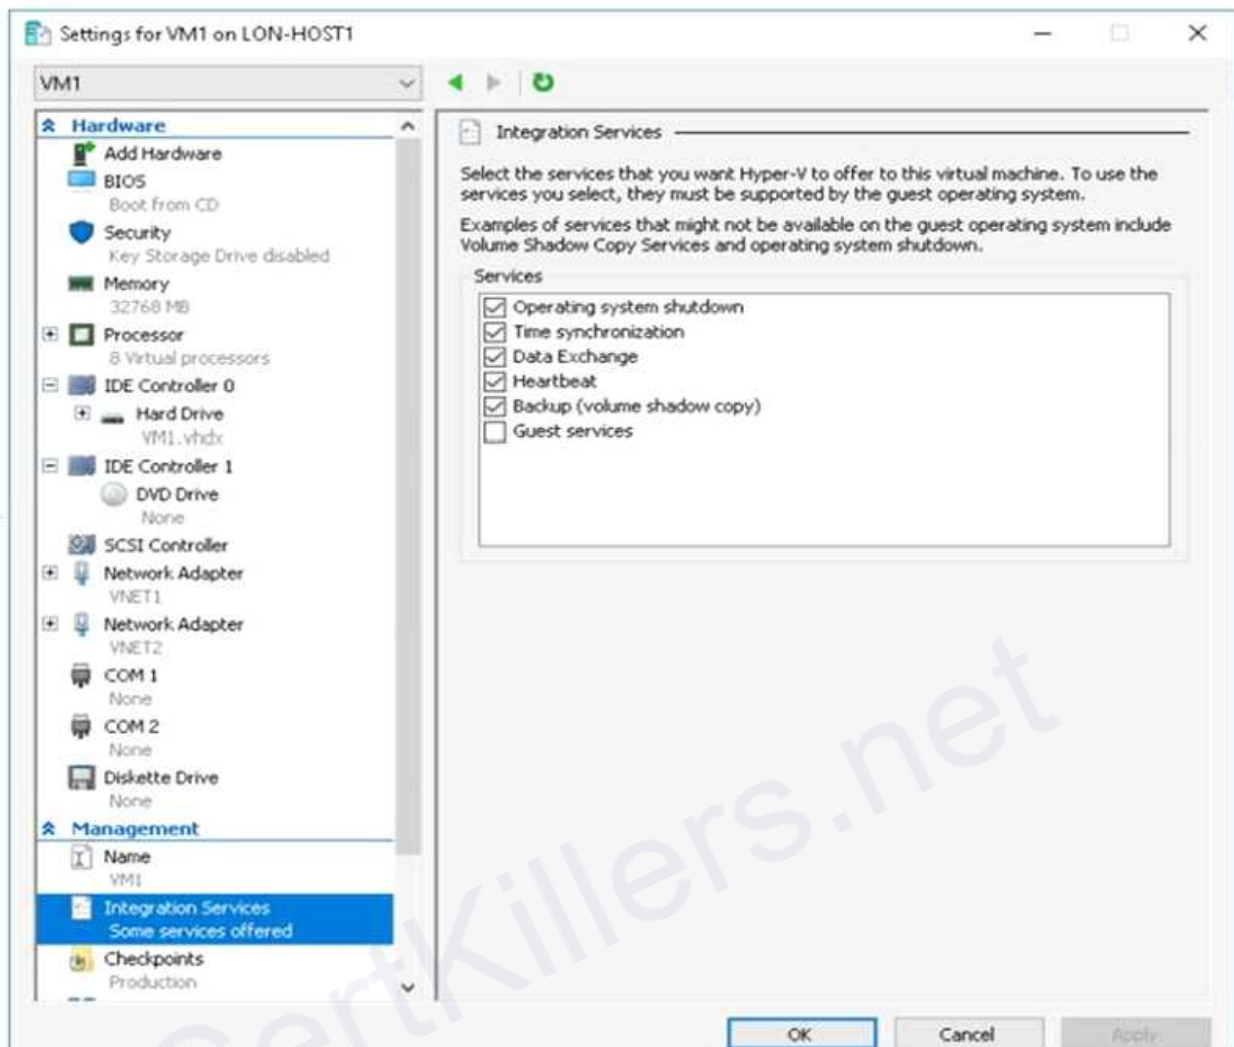 Settings for VM1 on LON-HOST1
VM1
Hardware
Add Hardware
BIOS
Boot from CD
Security
Key Storage Drive disabled
Memory
32768 MB
Processor
8 Virtual processors
IDE Controller 0
Hard Drive
VM1.vhdx
IDE Controller 1
DVD Drive
None
SCSI Controller
Network Adapter
VNET1
Network Adapter
VNET2
COM 1
None
COM 2
None
Diskette Drive
None
Management
Name
VM1
Integration Services
Some services offered
Checkpoints
Production
Integration Services
Select the services that you want Hyper-V to offer to this virtual machine. To use the
services you select, they must be supported by the guest operating system.
Examples of services that might not be available on the guest operating system include
Volume Shadow Copy Services and operating system shutdown.
Services
Operating system shutdown
Time synchronization
Data Exchange
Heartbeat
Backup (volume shadow copy)
Guest services
OK
Cancel
Apply
CertKillers.net